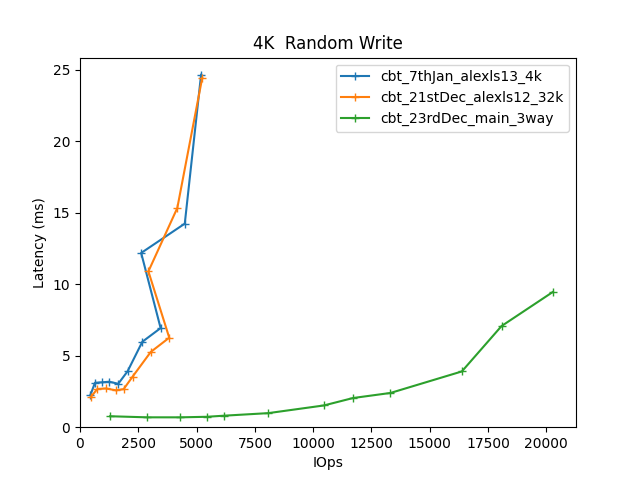 4K  Random Write
cbt_7thJan_alexls13_4k
cbt_21stDec_alexls12_32k
cbt_23rdDec_main_3way
25
20
15
10
5
0
Latency (ms)
0 2500 5000 7500 10000 12500 15000 17500 20000
IOps